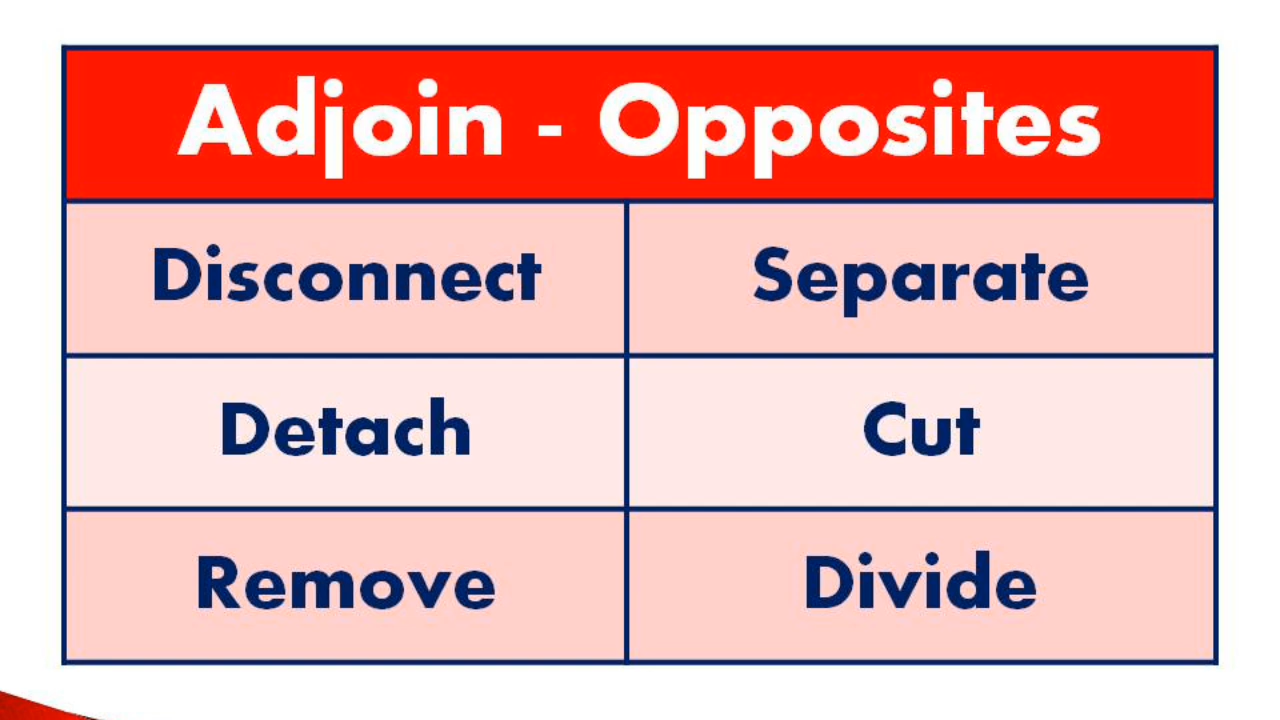 Adjoin - Opposites
Disconnect
Separate
Detach
Cut
Remove
Divide